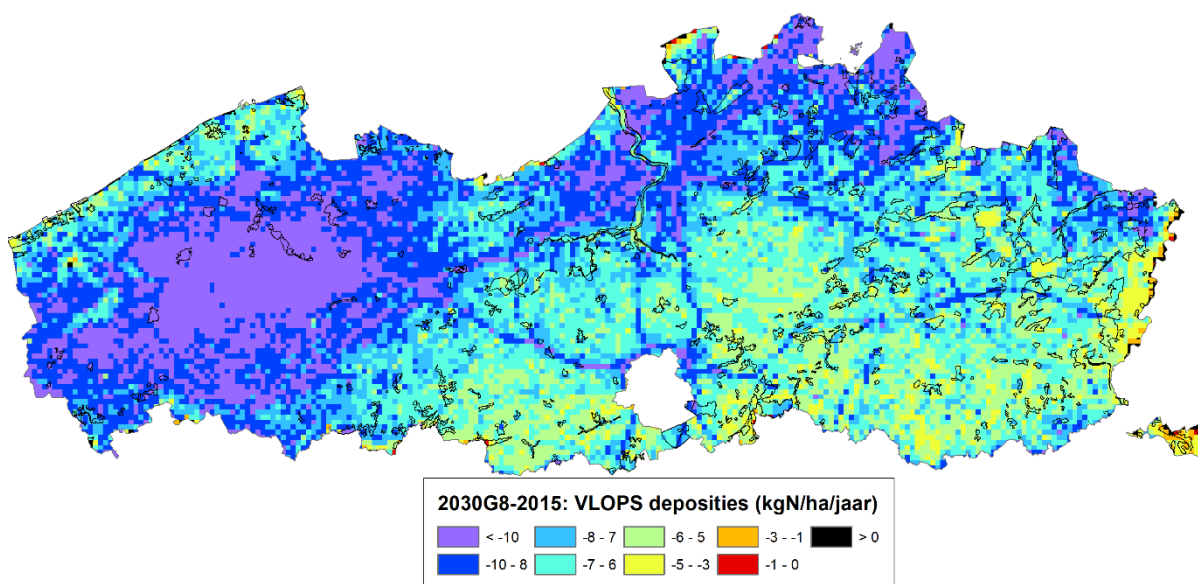 2030G8-2015: VLOPS deposities (kgN/ha/jaar)
< -10 -8 - 7 -6 - 5 -3 - -1 > 0
-10 - 8 -7 - 6 -5 - -3 -1 - 0